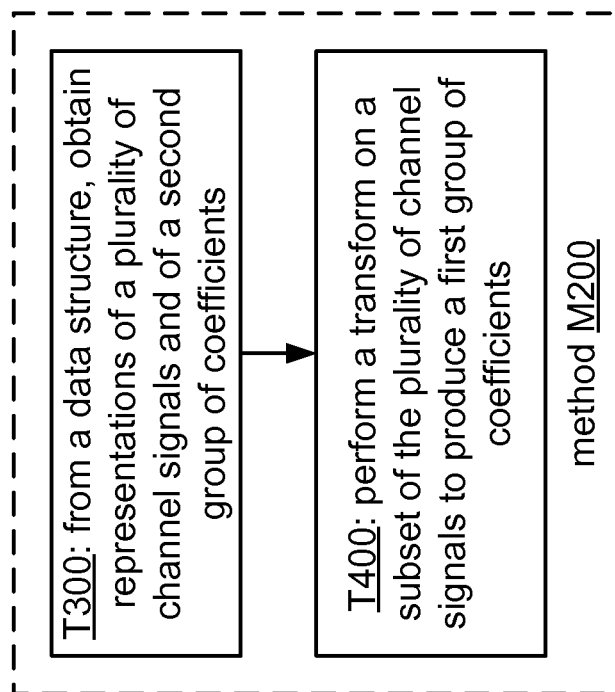 T300: from a data structure, obtain
representations of a plurality of
channel signals and of a second
group of coefficients
T400: perform a transform on a
subset of the plurality of channel
signals to produce a first group of
coefficients
method M200